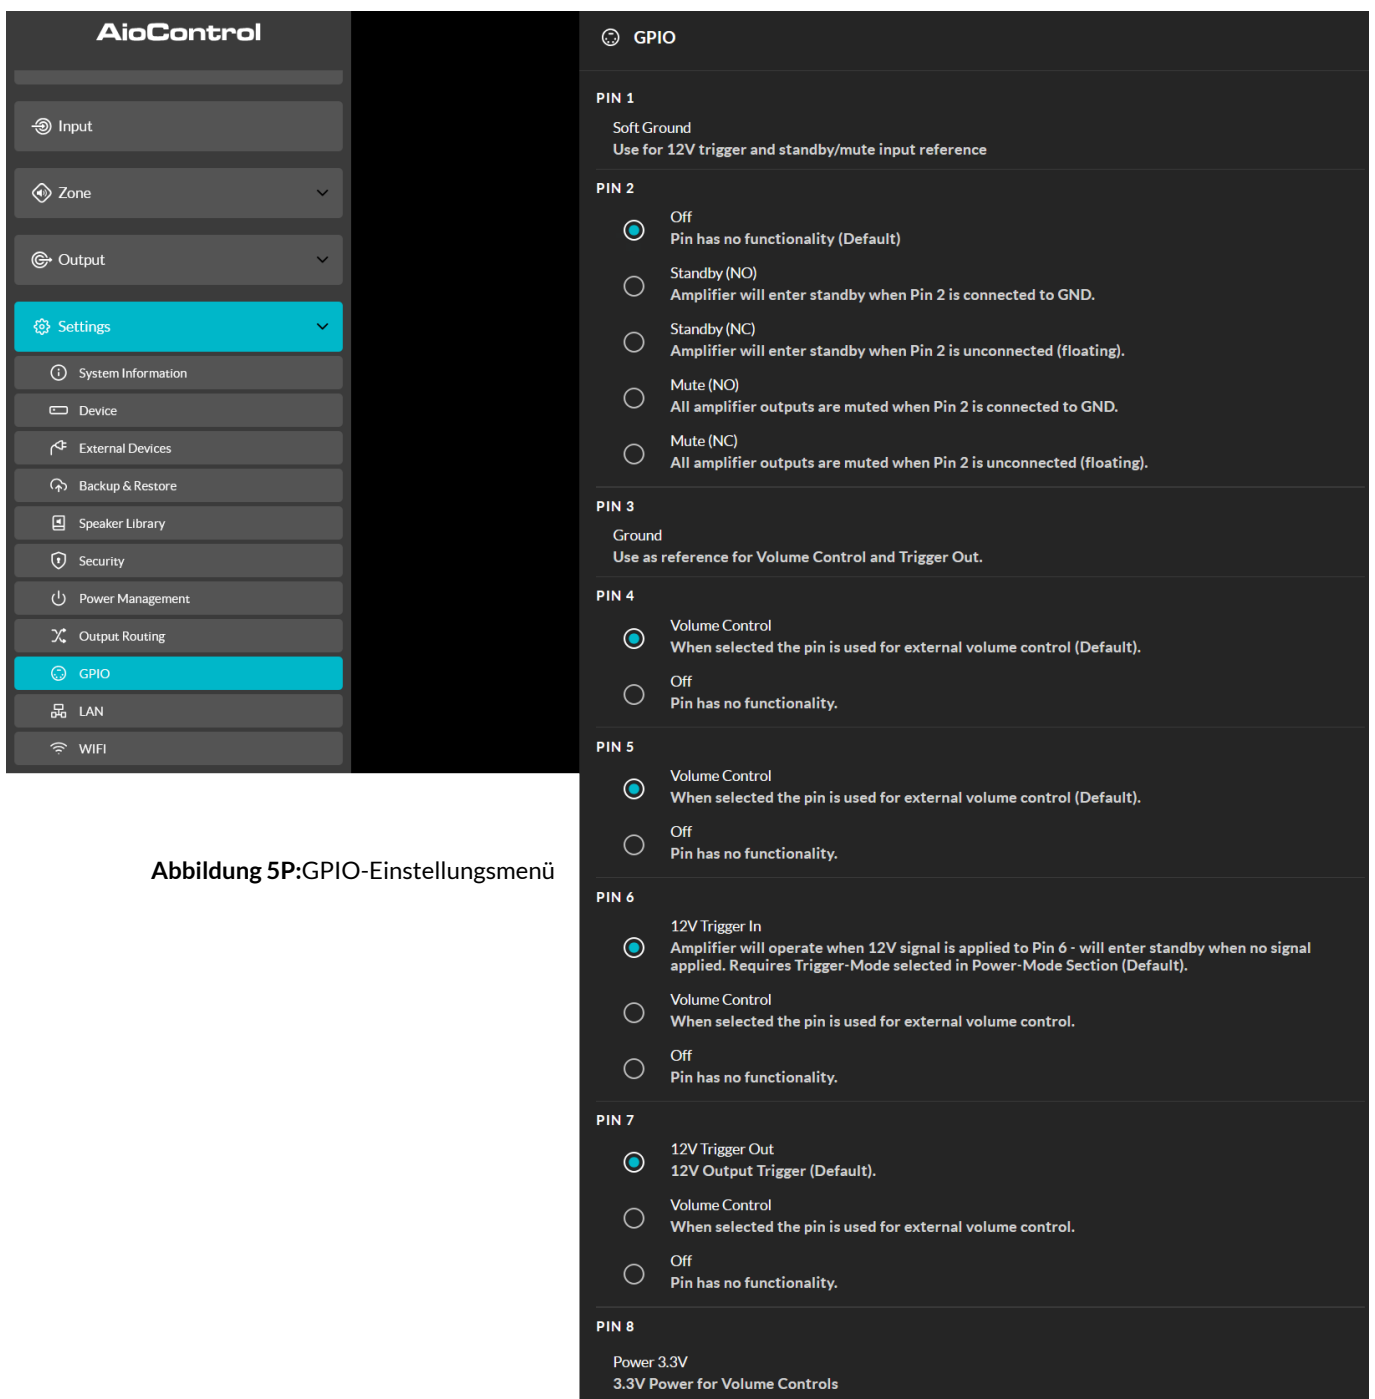 AioControl
Input
Zone
Output
Settings
System Information
Device
External Devices
Backup & Restore
Speaker Library
Security
Power Management
Output Routing
GPIO
LAN
WIFI
Abbildung 5P:GPIO-Einstellungsmenü
GPIO
PIN 1
Soft Ground
Use for 12V trigger and standby/mute input reference
PIN 2
Off
Pin has no functionality (Default)
Standby (NO)
Amplifier will enter standby when Pin 2 is connected to GND.
Standby (NC)
Amplifier will enter standby when Pin 2 is unconnected (floating).
Mute (NO)
All amplifier outputs are muted when Pin 2 is connected to GND.
Mute (NC)
All amplifier outputs are muted when Pin 2 is unconnected (floating).
PIN 3
Ground
Use as reference for Volume Control and Trigger Out.
PIN 4
Volume Control
When selected the pin is used for external volume control (Default).
Off
Pin has no functionality.
PIN 5
Volume Control
When selected the pin is used for external volume control (Default).
Off
Pin has no functionality.
PIN 6
12V Trigger In
Amplifier will operate when 12V signal is applied to Pin 6 - will enter standby when no signal
applied. Requires Trigger-Mode selected in Power-Mode Section (Default).
Volume Control
When selected the pin is used for external volume control.
Off
Pin has no functionality.
PIN 7
12V Trigger Out
12V Output Trigger (Default).
Volume Control
When selected the pin is used for external volume control.
Off
Pin has no functionality.
PIN 8
Power 3.3V
3.3V Power for Volume Controls